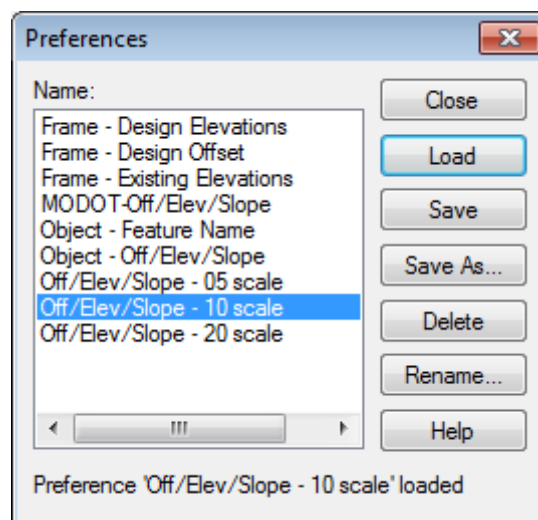 Preferences
Name:
Frame - Design Elevations
Frame - Design Offset
Frame - Existing Elevations
MODOT-Off/Elev/Slope
Object - Feature Name
Object - Off/Elev/Slope
Off/Elev/Slope - 05 scale
Off/Elev/Slope - 10 scale
Off/Elev/Slope - 20 scale
Close
Load
Save
Save As...
Delete
Rename...
Help
Preference 'Off/Elev/Slope - 10 scale' loaded